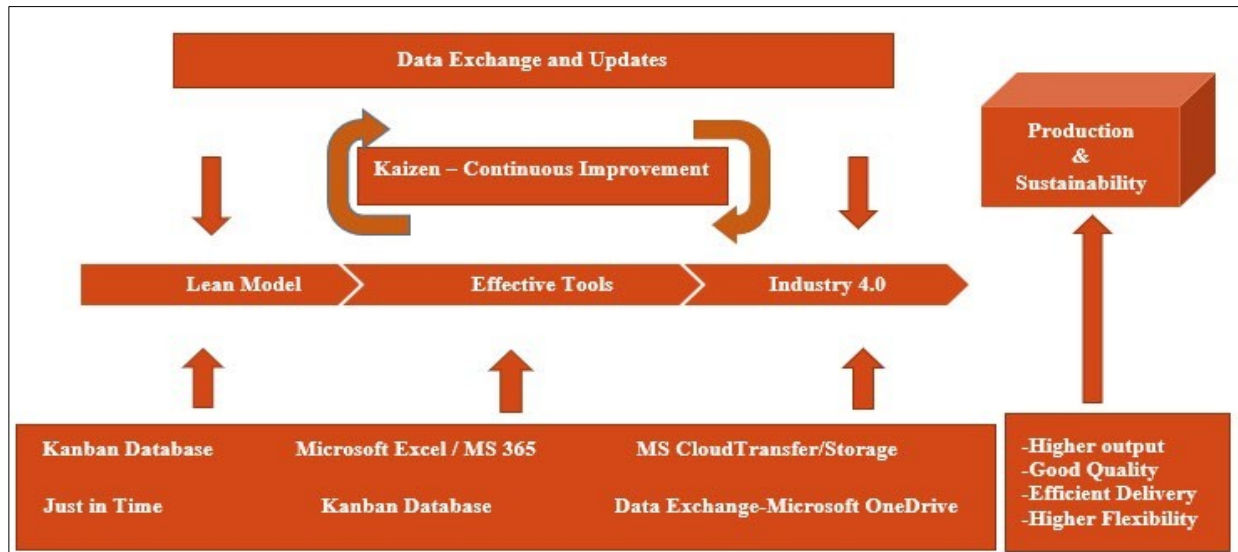 Data Exchange and Updates
Kaizen – Continuous Improvement
Production
&
Sustainability
Lean Model
Effective Tools
Industry 4.0
Kanban Database
Microsoft Excel / MS 365
MS CloudTransfer/Storage
Just in Time
Kanban Database
Data Exchange-Microsoft OneDrive
-Higher output
-Good Quality
-Efficient Delivery
-Higher Flexibility